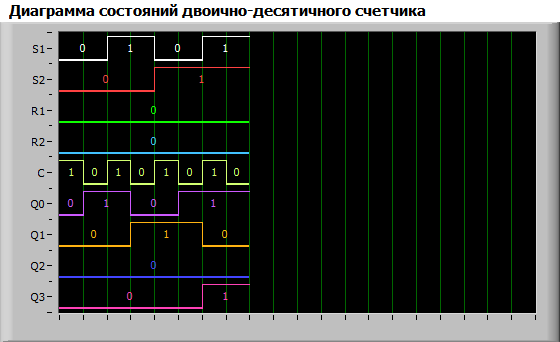 Диаграмма состояний двоично-десятичного счетчика
S1 0 1 0 1
S2 0 1
R1 0
R2 0
C 1 0 1 0 1 0 1 0
Q0 0 1 0 1
Q1 0 1 0
Q2 0
Q3 0 1